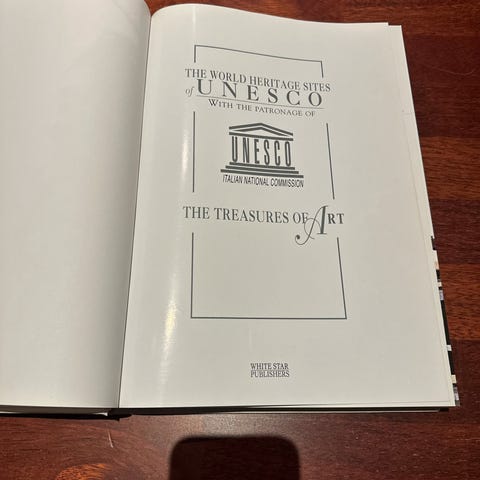 THE WORLD HERITAGE SITES
of UNESCO
WITH THE PATRONAGE OF
UNESCO
ITALIAN NATIONAL COMMISSION
THE TREASURES OF ART
WHITE STAR
PUBLISHERS